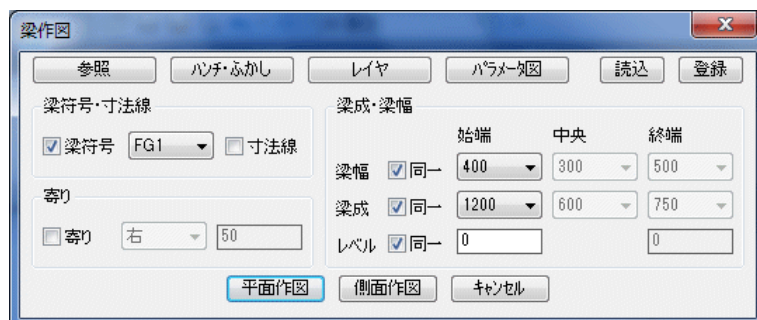 梁作図
参照 ハンチ・ふかし レイヤ パラメータ図 読込 登録
梁符号・寸法線
梁符号 FG1 寸法線
寄り
寄り 右 50
梁成・梁幅
始端 中央 終端
梁幅 同一 400 300 500
梁成 同一 1200 600 750
レベル 同一 0 0
平面作図 側面作図 キャンセル